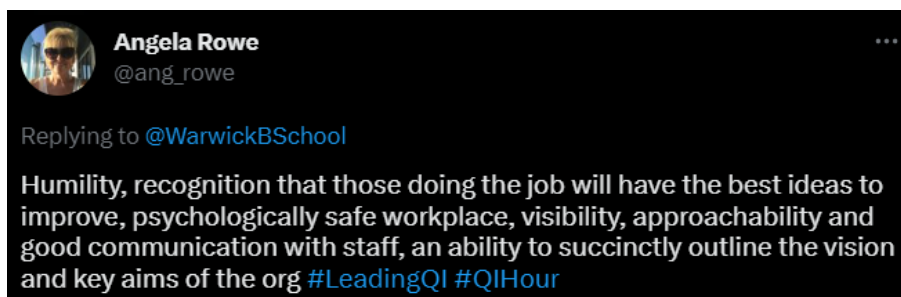 Angela Rowe
@ang_rowe
Replying to @WarwickBSchool
Humility, recognition that those doing the job will have the best ideas to
improve, psychologically safe workplace, visibility, approachability and
good communication with staff, an ability to succinctly outline the vision
and key aims of the org #LeadingQI #QIHour